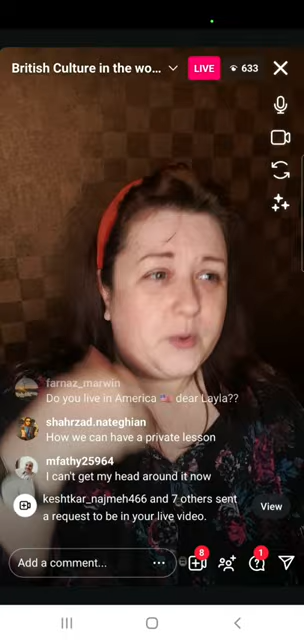 British Culture in the wo...
LIVE
633
farnaz_marwin
Do you live in America 🇺🇸 dear Layla??
shahrzad.nateghian
How we can have a private lesson
mfathy25964
I can't get my head around it now
keshtkar_najmeh466 and 7 others sent
a request to be in your live video.
View
Add a comment...
8
1